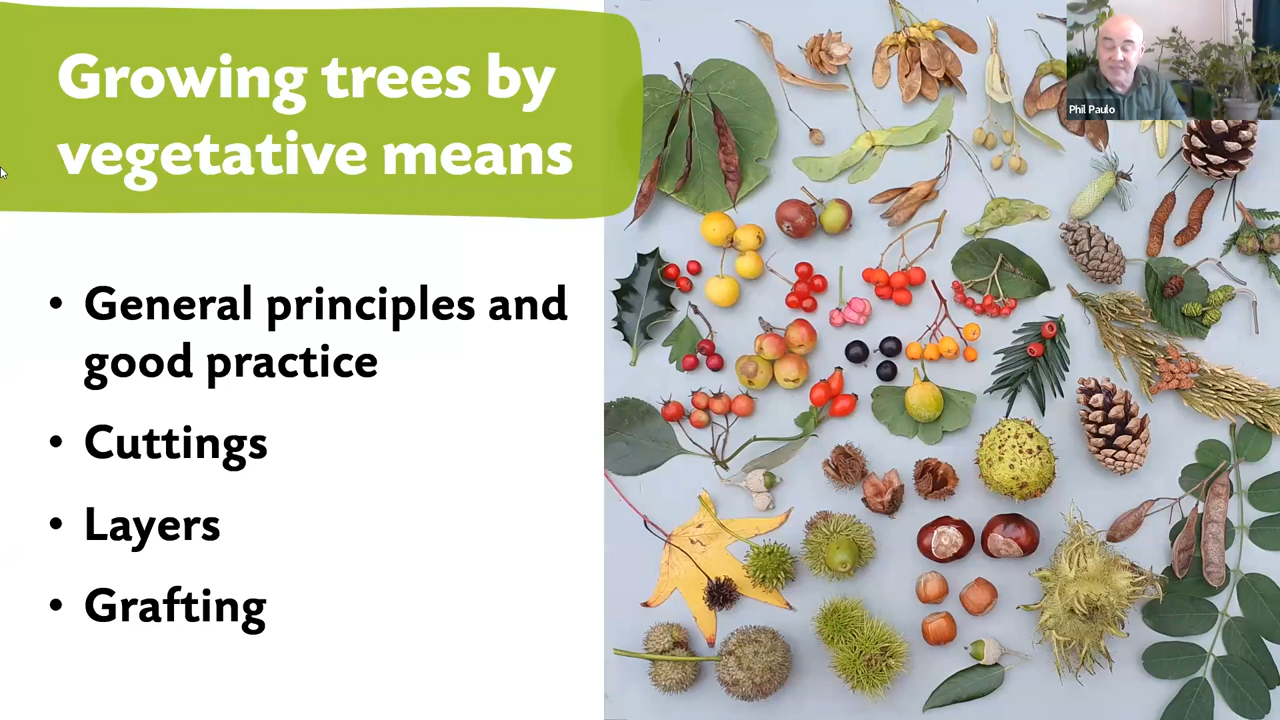 Growing trees by
vegetative means
• General principles and
good practice
• Cuttings
• Layers
• Grafting
Phil Paulo